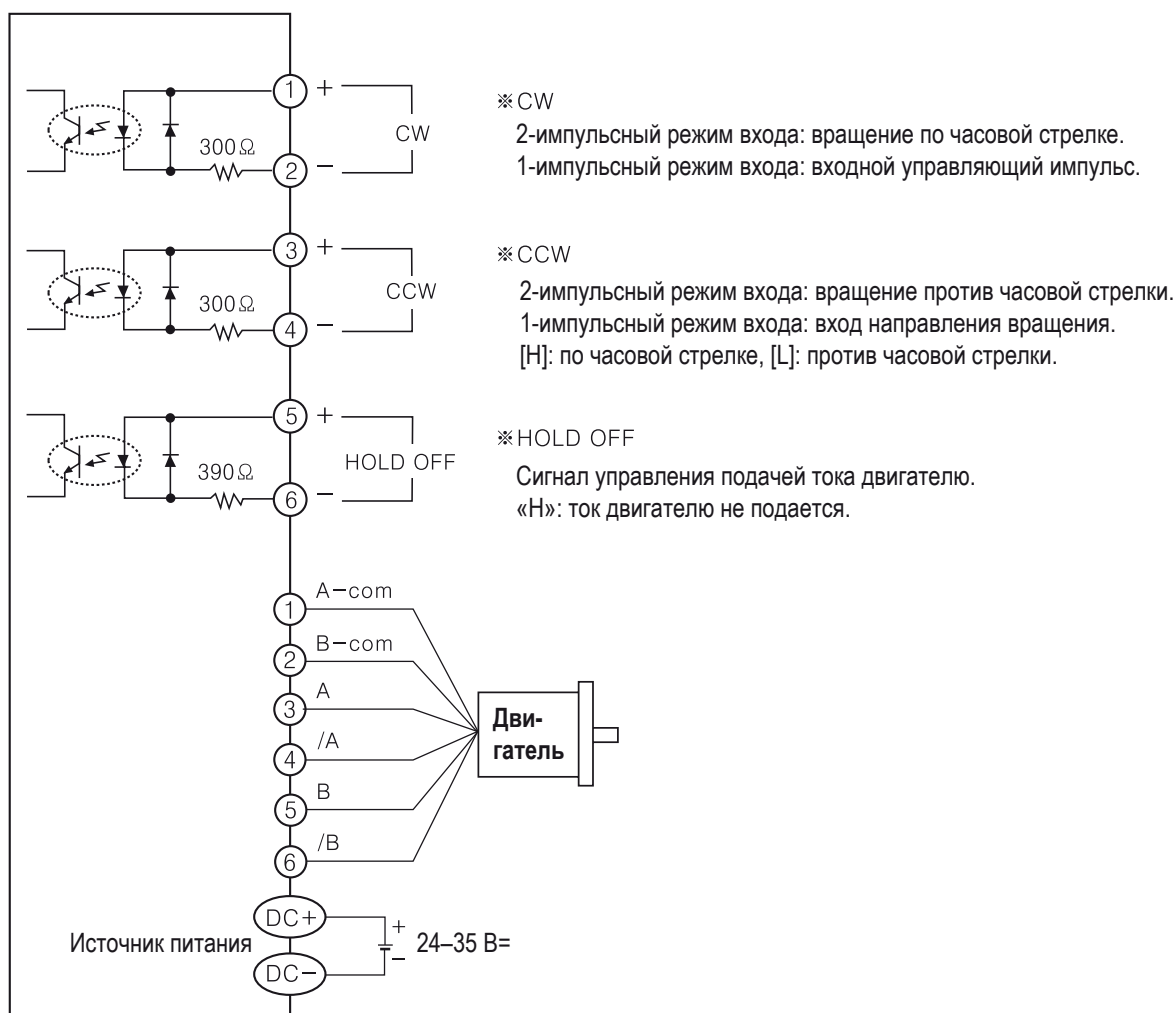 1 +
CW
300Ω
2 −
※CW
2-импульсный режим входа: вращение по часовой стрелке.
1-импульсный режим входа: входной управляющий импульс.
3 +
CCW
300Ω
4 −
※CCW
2-импульсный режим входа: вращение против часовой стрелки.
1-импульсный режим входа: вход направления вращения.
[H]: по часовой стрелке, [L]: против часовой стрелки.
5 +
HOLD OFF
390Ω
6 −
※HOLD OFF
Сигнал управления подачей тока двигателю.
«H»: ток двигателю не подается.
1 A−com
2 B−com
3 A
4 /A
5 B
6 /B
Дви-
гатель
DC+
Источник питания
+
−
24–35 В=
DC−